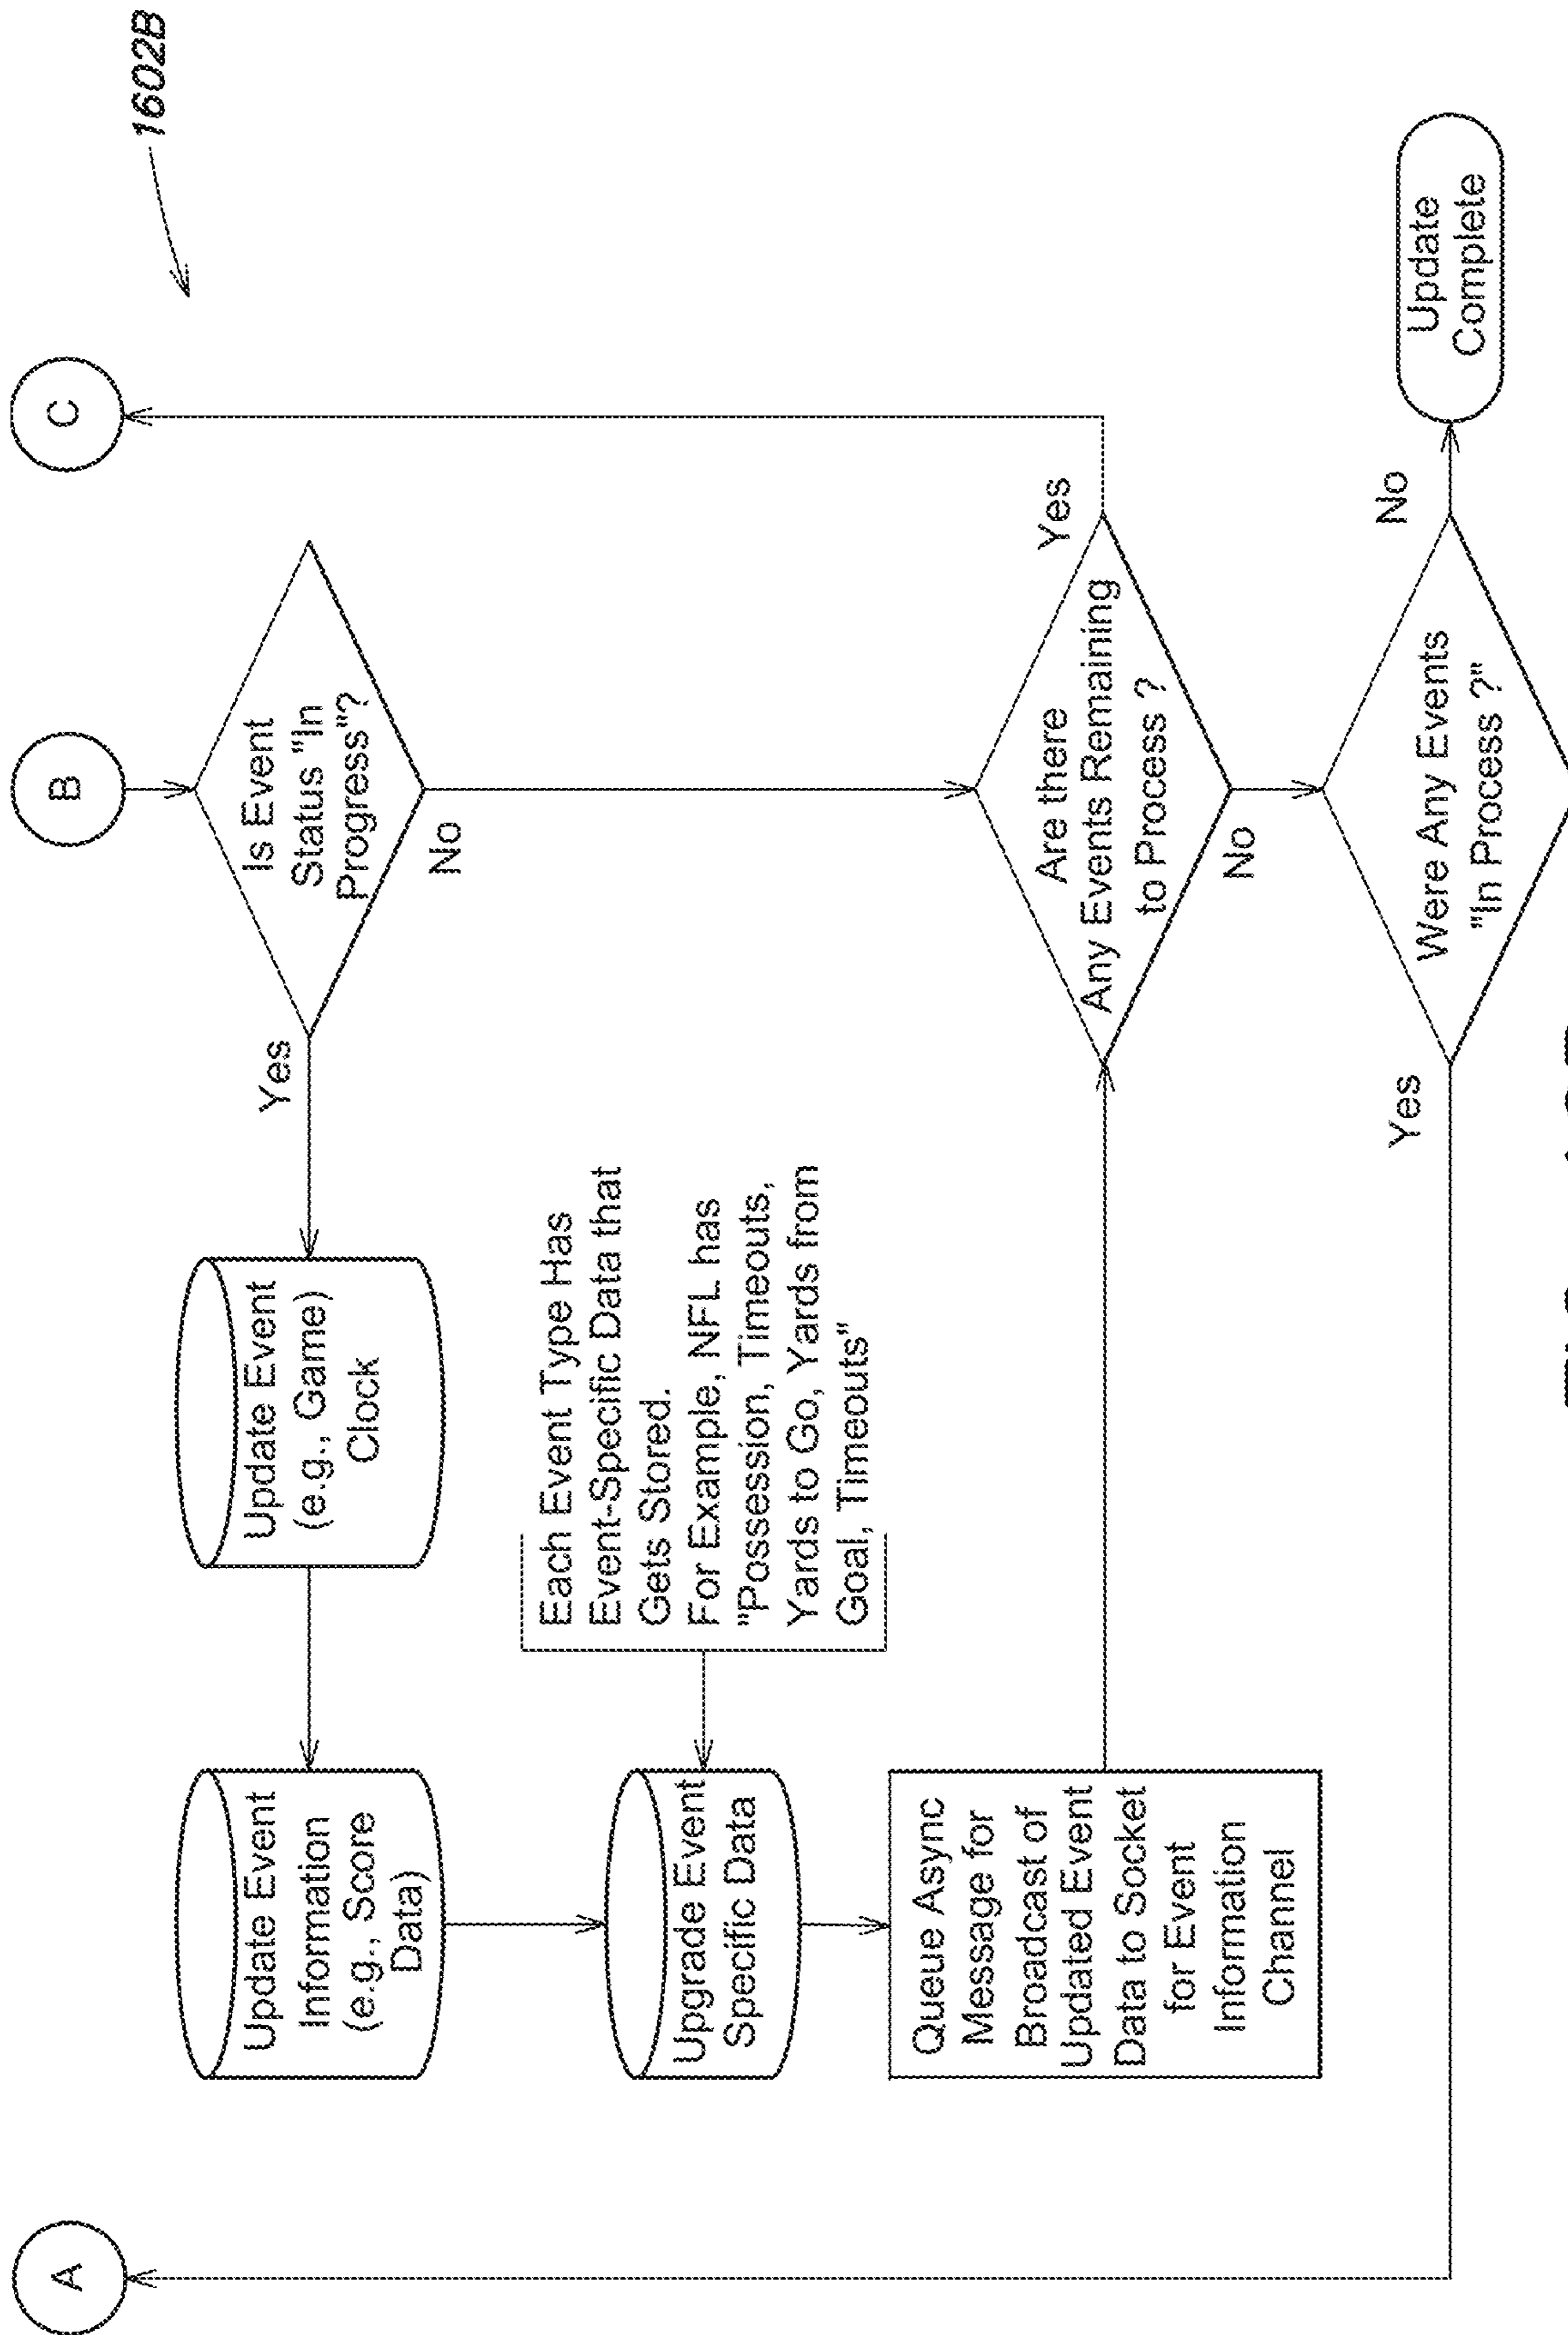 1602B
A
B
C
Is Event
Status "In
Progress"?
Yes
No
Update Event
(e.g., Game)
Clock
Update Event
Information
(e.g., Score
Data)
Each Event Type Has
Event-Specific Data that
Gets Stored.
For Example, NFL has
"Possession, Timeouts,
Yards to Go, Yards from
Goal, Timeouts"
Upgrade Event
Specific Data
Queue Async
Message for
Broadcast of
Updated Event
Data to Socket
for Event
Information
Channel
Are there
Any Events Remaining
to Process ?
Yes
No
Were Any Events
"In Process ?"
Yes
No
Update
Complete